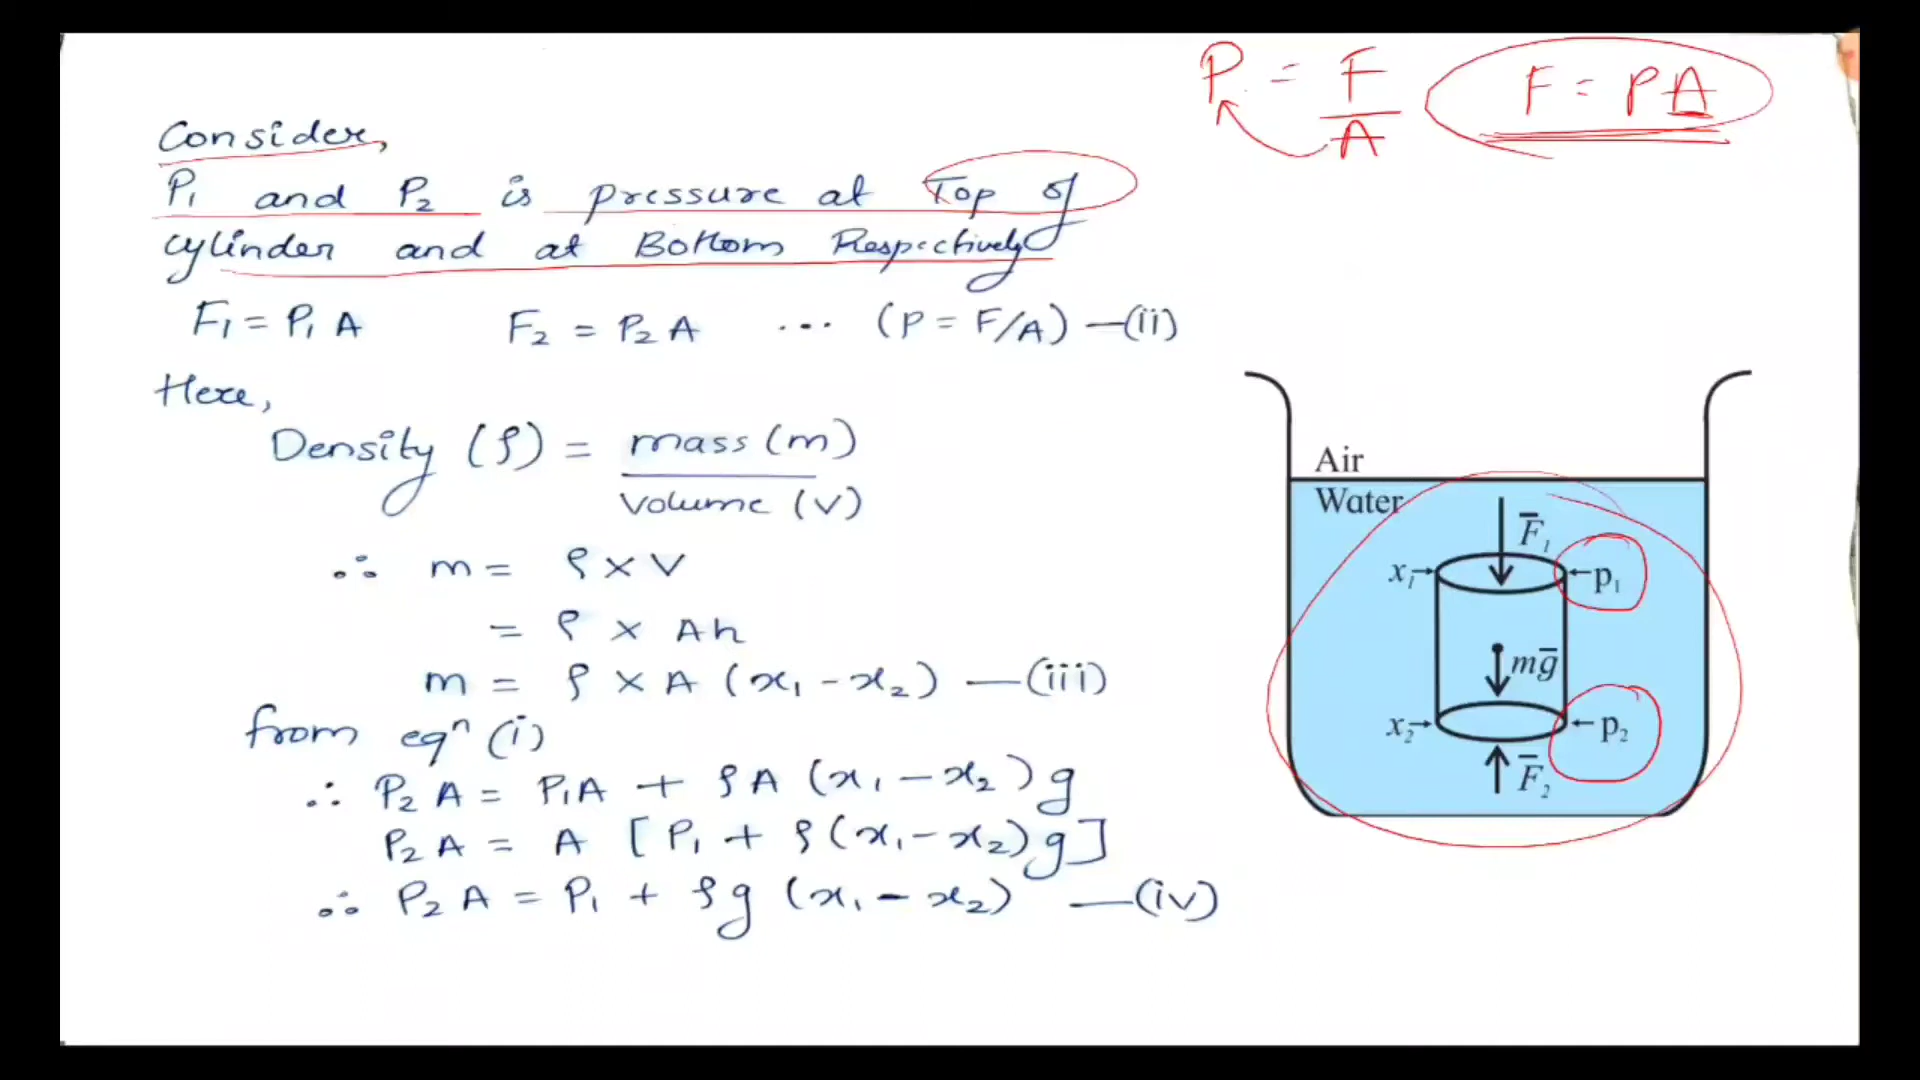 P = F/A   F = PA
Consider,
P₁ and P₂ is pressure at Top of
cylinder and at Bottom Respectively
F₁ = P₁ A   F₂ = P₂ A   ... (P = F/A) —(ii)
Here,
Density (ρ) = mass (m) / volume (v)
∴ m = ρ × V
= ρ × Ah
m = ρ × A (x₁ - x₂) —(iii)
from eqⁿ (i)
∴ P₂ A = P₁A + ρA (x₁ - x₂) g
P₂ A = A [P₁ + ρ(x₁ - x₂) g]
∴ P₂ A = P₁ + ρg (x₁ - x₂) —(iv)
Air
Water
F̅₁
x₁ p₁
mg̅
x₂ p₂
F̅₂